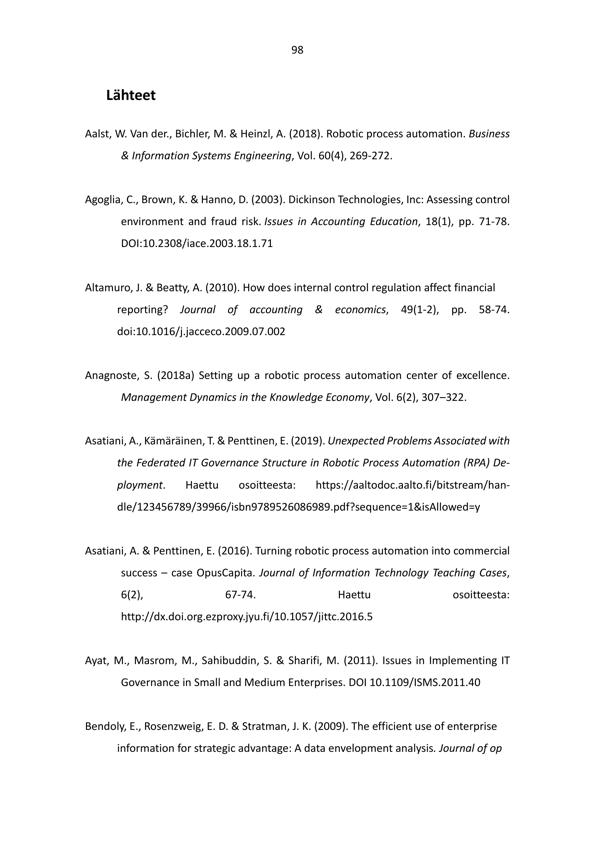 98
Lähteet
Aalst, W. Van der., Bichler, M. & Heinzl, A. (2018). Robotic process automation. Business
& Information Systems Engineering, Vol. 60(4), 269-272.
Agoglia, C., Brown, K. & Hanno, D. (2003). Dickinson Technologies, Inc: Assessing control
environment and fraud risk. Issues in Accounting Education, 18(1), pp. 71-78.
DOI:10.2308/iace.2003.18.1.71
Altamuro, J. & Beatty, A. (2010). How does internal control regulation affect financial
reporting? Journal of accounting & economics, 49(1-2), pp. 58-74.
doi:10.1016/j.jacceco.2009.07.002
Anagnoste, S. (2018a) Setting up a robotic process automation center of excellence.
Management Dynamics in the Knowledge Economy, Vol. 6(2), 307–322.
Asatiani, A., Kämäräinen, T. & Penttinen, E. (2019). Unexpected Problems Associated with
the Federated IT Governance Structure in Robotic Process Automation (RPA) De-
ployment. Haettu osoitteesta: https://aaltodoc.aalto.fi/bitstream/han-
dle/123456789/39966/isbn9789526086989.pdf?sequence=1&isAllowed=y
Asatiani, A. & Penttinen, E. (2016). Turning robotic process automation into commercial
success – case OpusCapita. Journal of Information Technology Teaching Cases,
6(2), 67-74. Haettu osoitteesta:
http://dx.doi.org.ezproxy.jyu.fi/10.1057/jittc.2016.5
Ayat, M., Masrom, M., Sahibuddin, S. & Sharifi, M. (2011). Issues in Implementing IT
Governance in Small and Medium Enterprises. DOI 10.1109/ISMS.2011.40
Bendoly, E., Rosenzweig, E. D. & Stratman, J. K. (2009). The efficient use of enterprise
information for strategic advantage: A data envelopment analysis. Journal of op